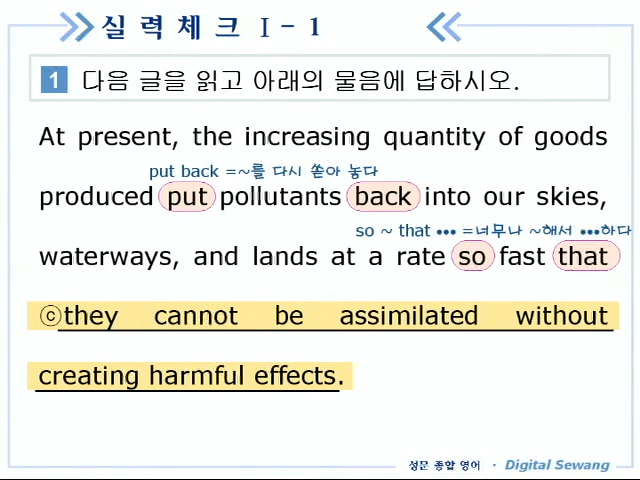 실력체크 I - 1
1 다음 글을 읽고 아래의 물음에 답하시오.
At present, the increasing quantity of goods
put back =~를 다시 쏟아 놓다
produced put pollutants back into our skies,
so ~ that ••• =너무나 ~해서 •••하다
waterways, and lands at a rate so fast that
ⓒthey cannot be assimilated without
creating harmful effects.
성문 종합 영어 · Digital Sewang